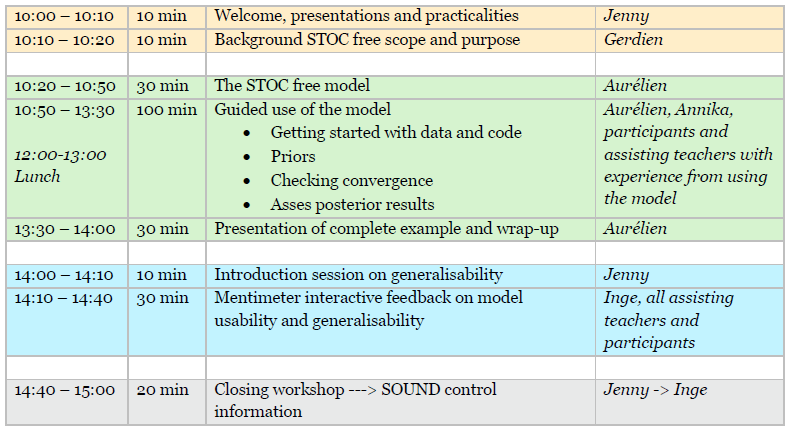 10:00 – 10:10 10 min Welcome, presentations and practicalities Jenny
10:10 – 10:20 10 min Background STOC free scope and purpose Gerdien
10:20 – 10:50 30 min The STOC free model Aurélien
10:50 – 13:30 100 min Guided use of the model Aurélien, Annika,
• Getting started with data and code participants and
12:00-13:00 • Priors assisting teachers with
Lunch • Checking convergence experience from using
• Asses posterior results the model
13:30 – 14:00 30 min Presentation of complete example and wrap-up Aurélien
14:00 – 14:10 10 min Introduction session on generalisability Jenny
14:10 – 14:40 30 min Mentimeter interactive feedback on model Inge, all assisting
usability and generalisability teachers and
participants
14:40 – 15:00 20 min Closing workshop ---> SOUND control Jenny -> Inge
information